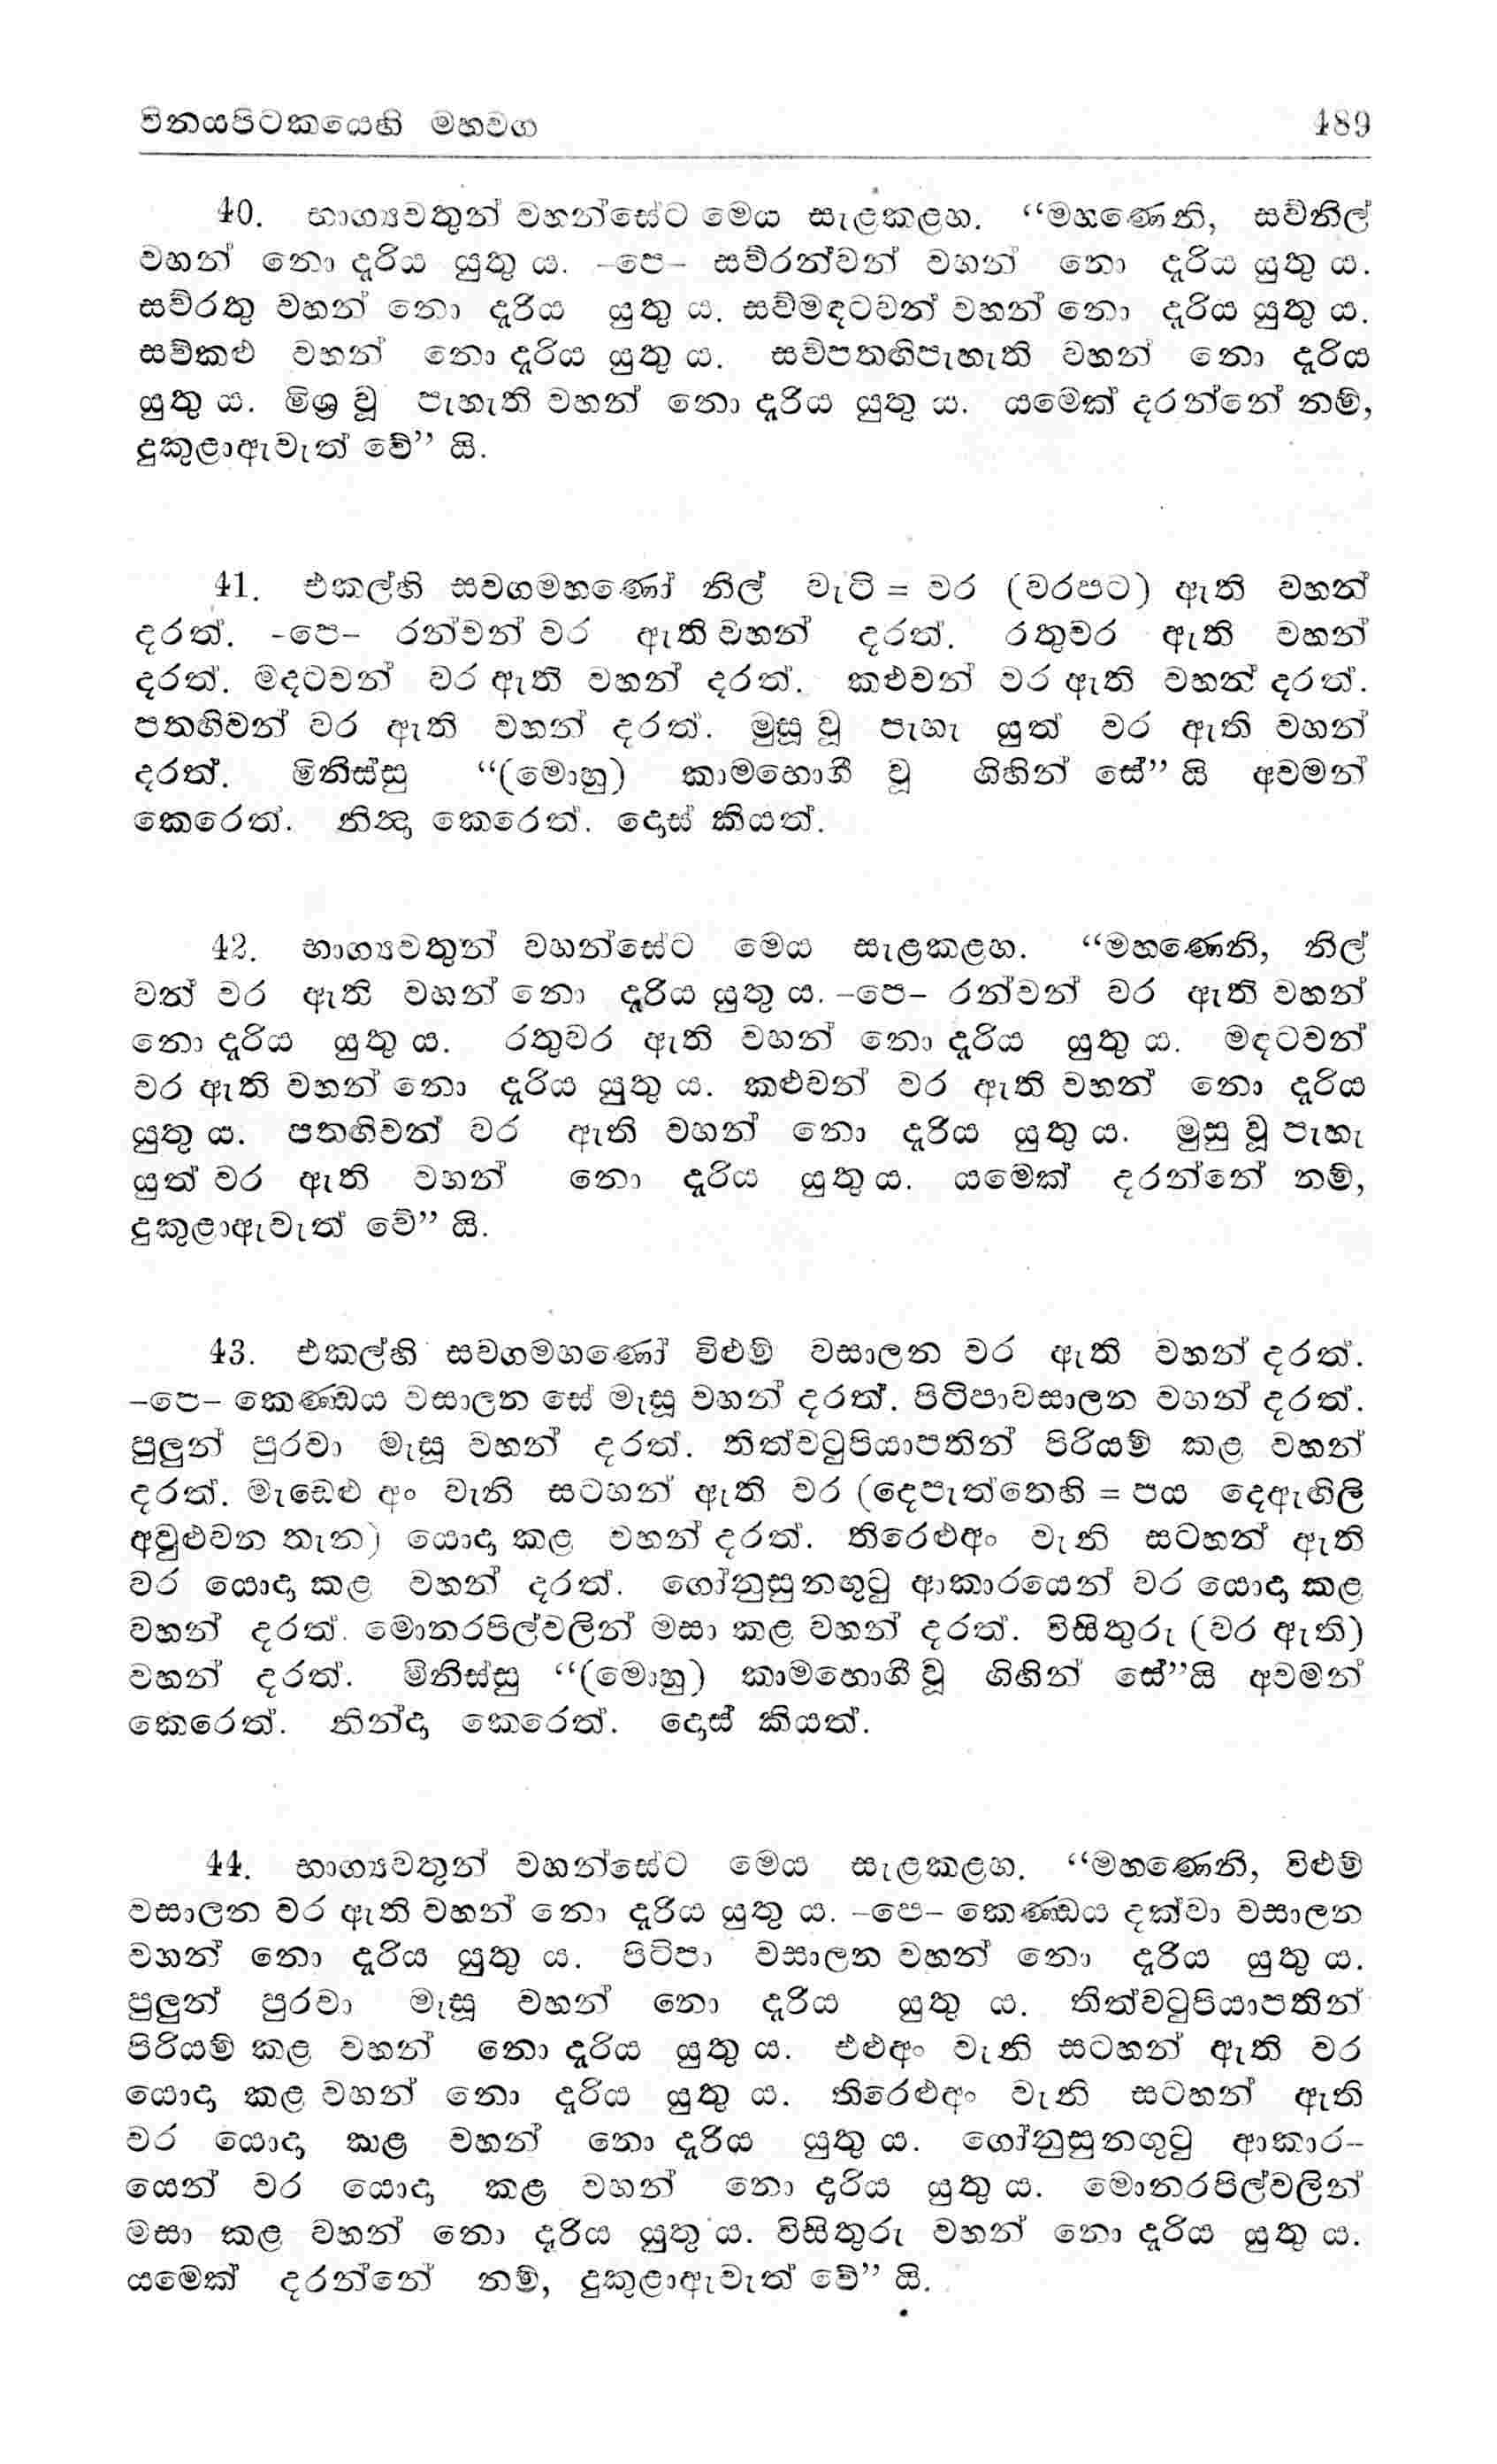 විනයපිටකයෙහි මහවග 489
40. භාග්‍යවතුන් වහන්සේට මෙය සැළකළහ. “මහණෙනි, සව්නිල්
වහන් නො දැරිය යුතු ය. -පෙ- සව්රන්වන් වහන් නො දැරිය යුතු ය.
සව්රතු වහන් නො දැරිය යුතු ය. සව්මඳටවන් වහන් නො දැරිය යුතු ය.
සව්කළු වහන් නො දැරිය යුතු ය. සව්පතඟිපැහැති වහන් නො දැරිය
යුතු ය. මිශ්‍ර වූ පැහැති වහන් නො දැරිය යුතු ය. යමෙක් දරන්නේ නම්,
දුකුළාඇවැත් වේ” යි.
41. එකල්හි සවගමහණෝ නිල් වැටි = වර (වරපට) ඇති වහන්
දරත්. -පෙ- රන්වන් වර ඇති වහන් දරත්. රතුවර ඇති වහන්
දරත්. මදටවන් වර ඇති වහන් දරත්. කළුවන් වර ඇති වහන් දරත්.
පතඟිවන් වර ඇති වහන් දරත්. මුසු වූ පැහැ යුත් වර ඇති වහන්
දරත්. මිනිස්සු “(මොහු) කාමභොගී වූ ගිහින් සේ” යි අවමන්
කෙරෙත්. නින්‍දා කෙරෙත්. දොස් කියත්.
42. භාග්‍යවතුන් වහන්සේට මෙය සැළකළහ. “මහණෙනි, නිල්
වන් වර ඇති වහන් නො දැරිය යුතු ය. -පෙ- රන්වන් වර ඇති වහන්
නො දැරිය යුතු ය. රතුවර ඇති වහන් නො දැරිය යුතු ය. මඳටවන්
වර ඇති වහන් නො දැරිය යුතු ය. කළුවන් වර ඇති වහන් නො දැරිය
යුතු ය. පතඟිවන් වර ඇති වහන් නො දැරිය යුතු ය. මුසු වූ පැහැ
යුත් වර ඇති වහන් නො දැරිය යුතු ය. යමෙක් දරන්නේ නම්,
දුකුළාඇවැත් වේ” යි.
43. එකල්හි සවගමහණෝ විළුම් වසාලන වර ඇති වහන් දරත්.
-පෙ- කෙණ්ඩය වසාලන සේ මැසූ වහන් දරත්. පිටිපාවසාලන වහන් දරත්.
පුලුන් පුරවා මැසූ වහන් දරත්. තිත්වටුපියාපතින් පිරියම් කළ වහන්
දරත්. මැඬෙළු අං වැනි සටහන් ඇති වර (දෙපැත්තෙහි = පය දෙඇඟිලි
අවුළුවන තැන) යොදා කළ වහන් දරත්. තිරෙළුඅං වැනි සටහන් ඇති
වර යොදා කළ වහන් දරත්. ගෝනුසුනඟුටු ආකාරයෙන් වර යොදා කළ
වහන් දරත්. මොනරපිල්වලින් මසා කළ වහන් දරත්. විසිතුරු (වර ඇති)
වහන් දරත්. මිනිස්සු “(මොහු) කාමභොගී වූ ගිහින් සේ”යි අවමන්
කෙරෙත්. නින්දා කෙරෙත්. දොස් කියත්.
44. භාග්‍යවතුන් වහන්සේට මෙය සැළකළහ. “මහණෙනි, විළුම්
වසාලන වර ඇති වහන් නො දැරිය යුතු ය. -පෙ- කෙණ්ඩය දක්වා වසාලන
වහන් නො දැරිය යුතු ය. පිටිපා වසාලන වහන් නො දැරිය යුතු ය.
පුලුන් පුරවා මැසූ වහන් නො දැරිය යුතු ය. තිත්වටුපියාපතින්
පිරියම් කළ වහන් නො දැරිය යුතු ය. එළුඅං වැනි සටහන් ඇති වර
යොදා කළ වහන් නො දැරිය යුතු ය. තිරෙළුඅං වැනි සටහන් ඇති
වර යොදා කළ වහන් නො දැරිය යුතු ය. ගෝනුසුනගුටු ආකාර-
යෙන් වර යොදා කළ වහන් නො දැරිය යුතු ය. මොනරපිල්වලින්
මසා කළ වහන් නො දැරිය යුතු ය. විසිතුරු වහන් නො දැරිය යුතු ය.
යමෙක් දරන්නේ නම්, දුකුළාඇවැත් වේ” යි.